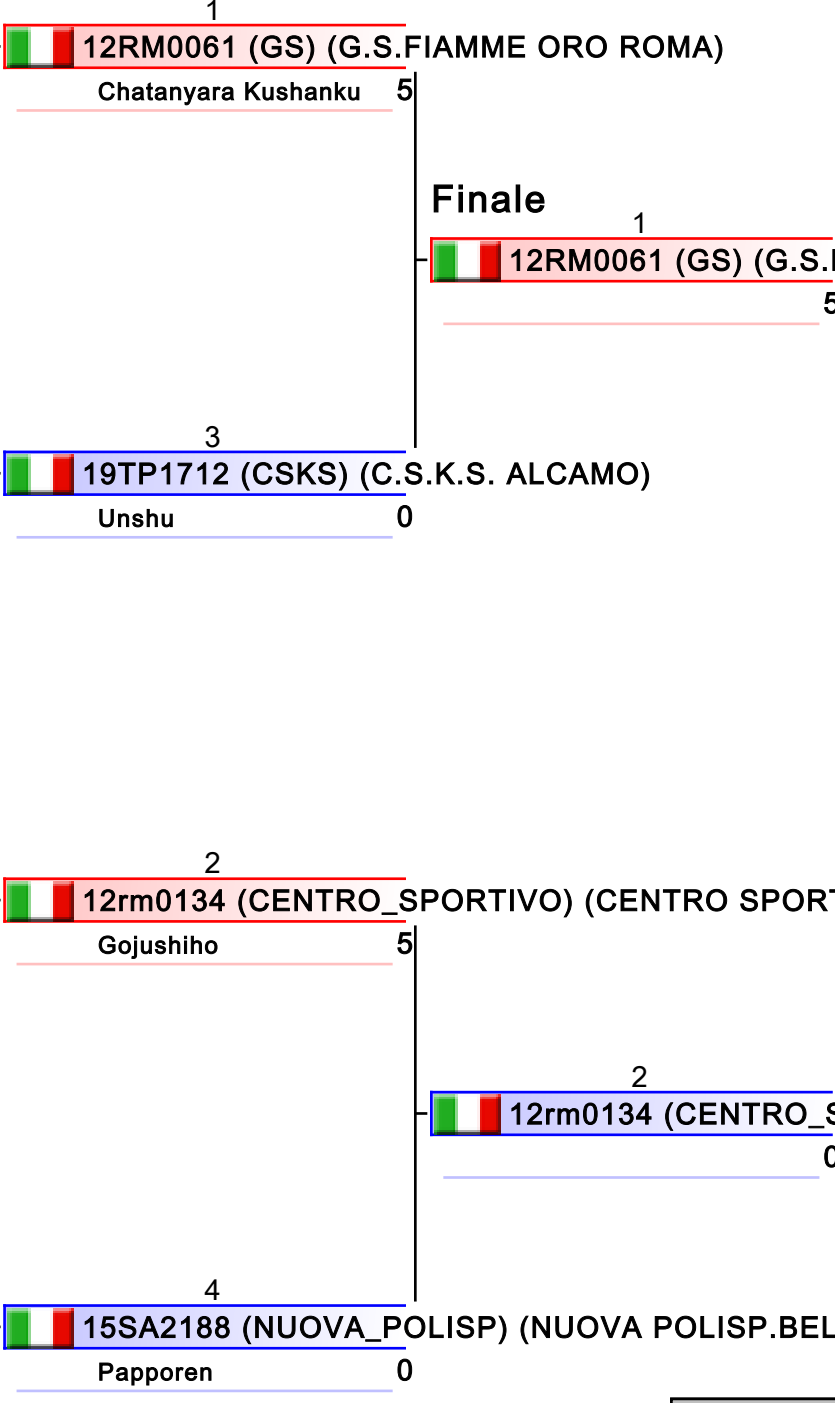 1
12RM0061 (GS) (G.S.FIAMME ORO ROMA)
Chatanyara Kushanku 5
Finale
1
12RM0061 (GS) (G.S.
5
3
19TP1712 (CSKS) (C.S.K.S. ALCAMO)
Unshu 0
2
12rm0134 (CENTRO_SPORTIVO) (CENTRO SPORT
Gojushiho 5
2
12rm0134 (CENTRO_S
0
4
15SA2188 (NUOVA_POLISP) (NUOVA POLISP.BEL
Papporen 0